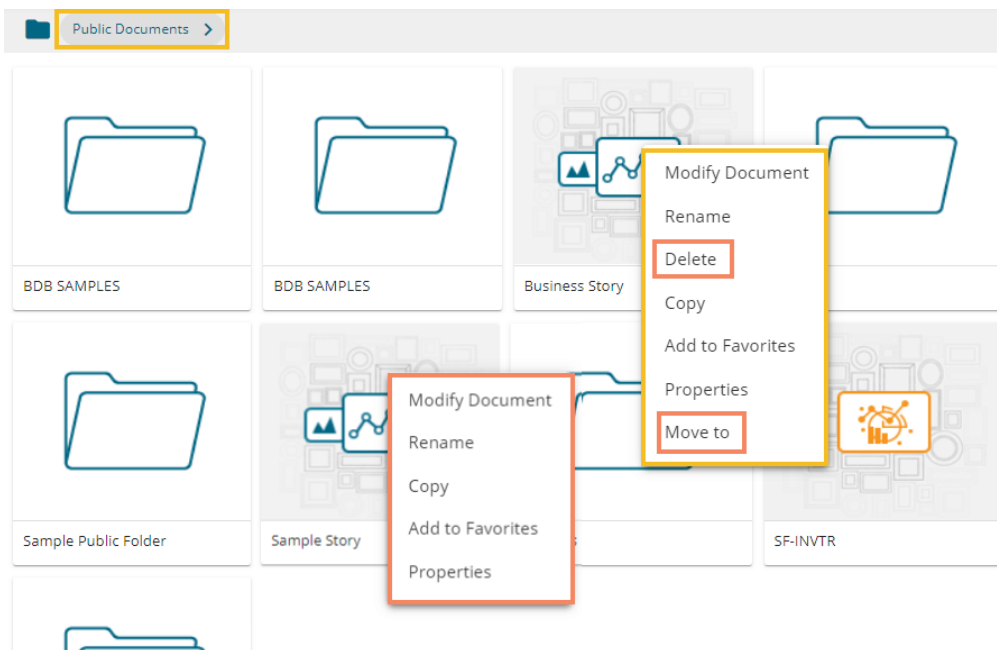 Public Documents
BDB SAMPLES
BDB SAMPLES
Business Story
Modify Document
Rename
Delete
Copy
Add to Favorites
Properties
Move to
Sample Public Folder
Sample Story
Modify Document
Rename
Copy
Add to Favorites
Properties
SF-INVTR